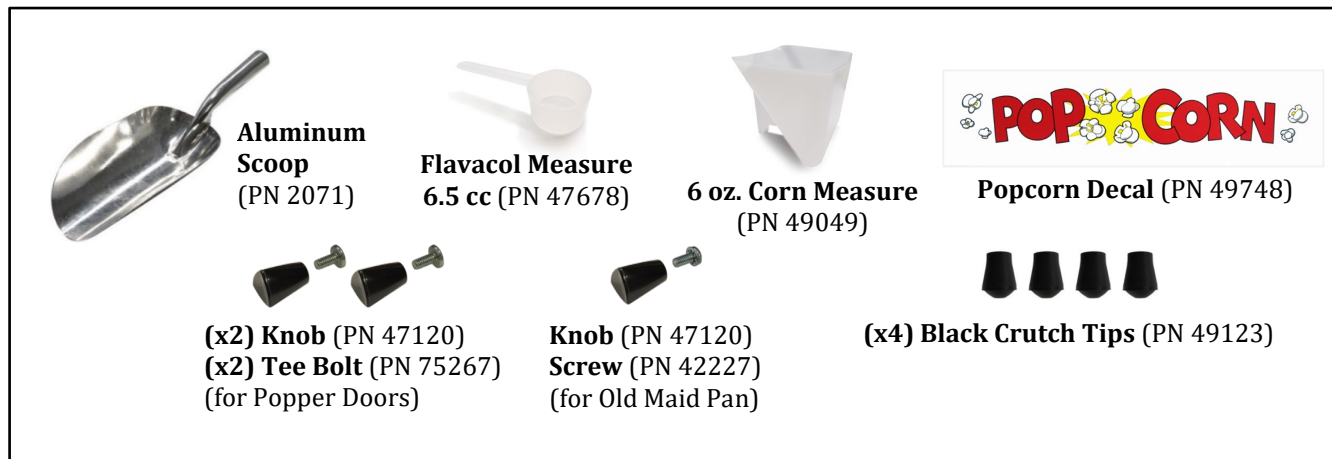 Aluminum
Scoop
(PN 2071)
Flavacol Measure
6.5 cc (PN 47678)
6 oz. Corn Measure
(PN 49049)
POPCORN
Popcorn Decal (PN 49748)
(x2) Knob (PN 47120)
(x2) Tee Bolt (PN 75267)
(for Popper Doors)
Knob (PN 47120)
Screw (PN 42227)
(for Old Maid Pan)
(x4) Black Crutch Tips (PN 49123)